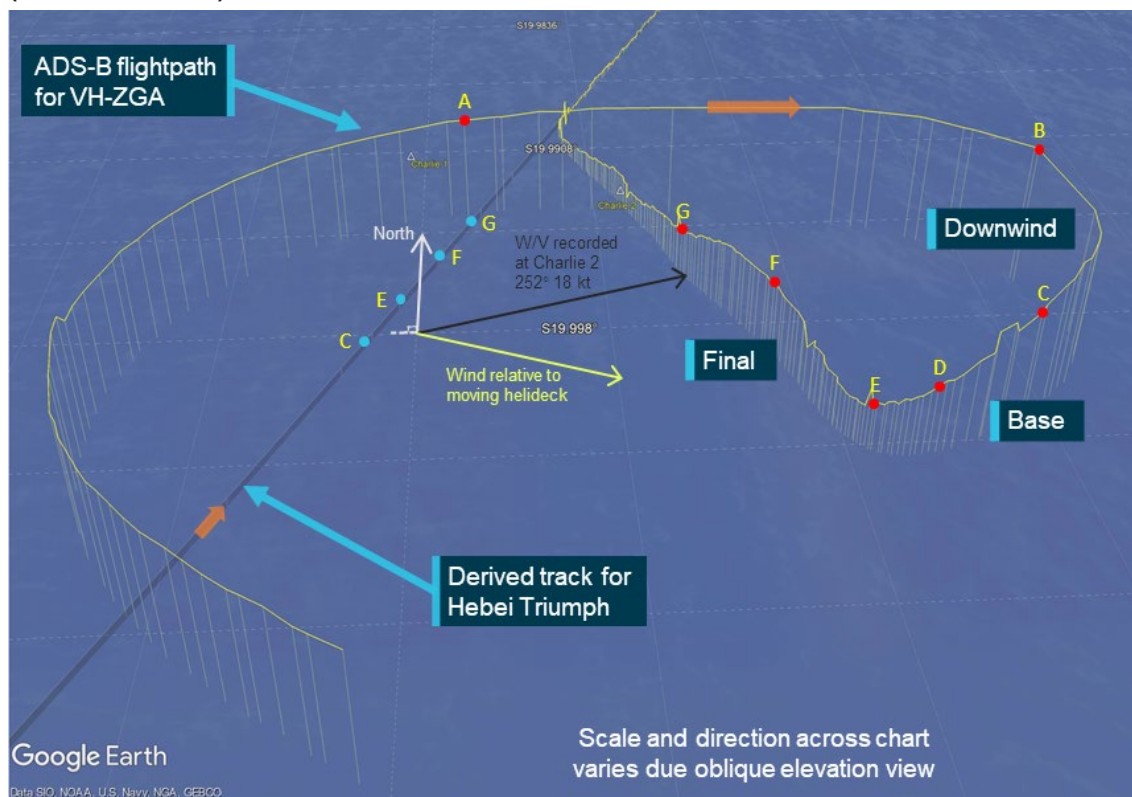 S19.9836°
ADS-B flightpath
for VH-ZGA
A
B
Charlie 1
S19.9908°
Charlie 2
G
G
Downwind
North
W/V recorded
at Charlie 2
252° 18 kt
F
F
E
C
C
S19.998°
Final
Wind relative to
moving helideck
D
E
Base
Derived track for
Hebei Triumph
Scale and direction across chart
varies due oblique elevation view
Google Earth
Data SIO, NOAA, U.S. Navy, NGA, GEBCO